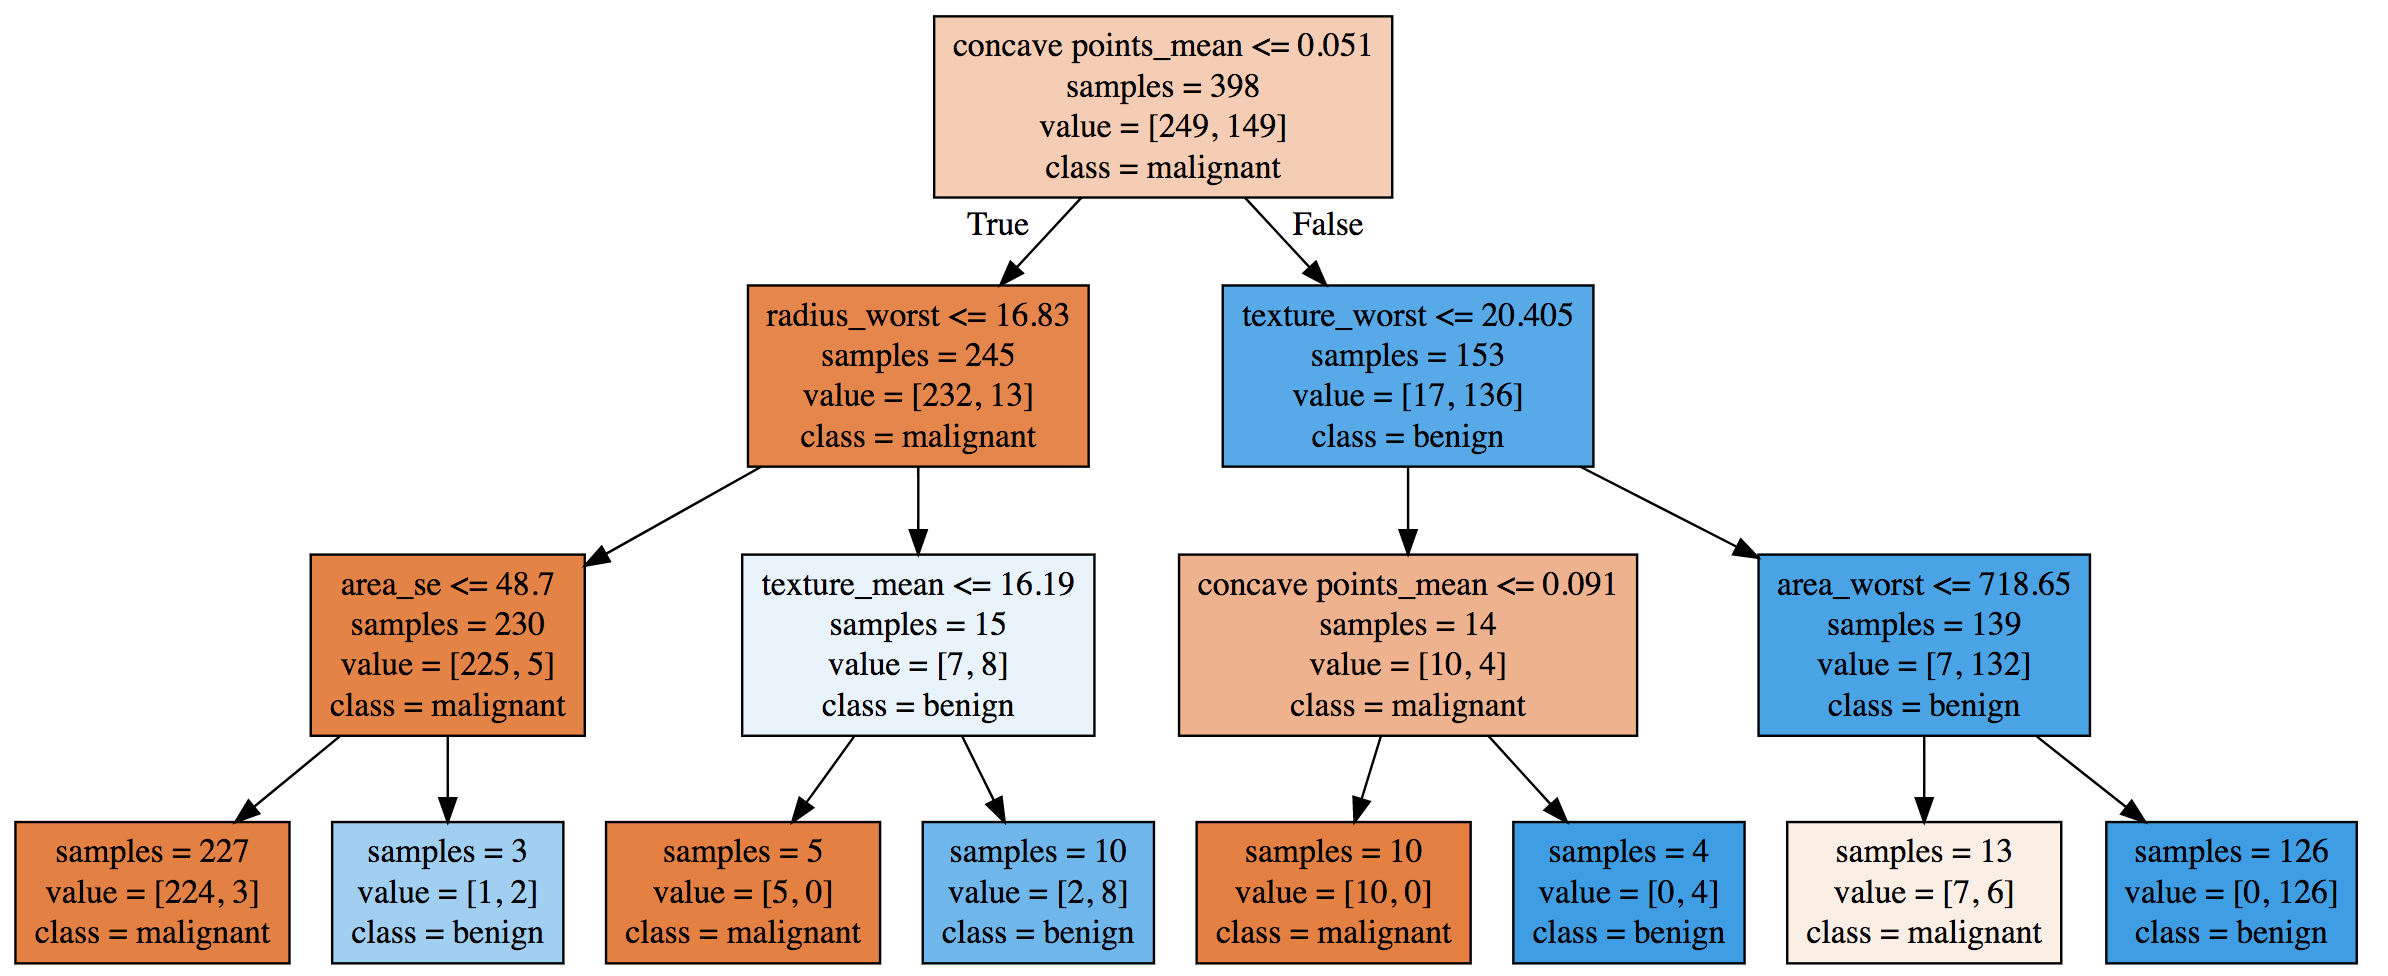 concave points_mean <= 0.051
samples = 398
value = [249, 149]
class = malignant
True
False
radius_worst <= 16.83
samples = 245
value = [232, 13]
class = malignant
texture_worst <= 20.405
samples = 153
value = [17, 136]
class = benign
area_se <= 48.7
samples = 230
value = [225, 5]
class = malignant
texture_mean <= 16.19
samples = 15
value = [7, 8]
class = benign
concave points_mean <= 0.091
samples = 14
value = [10, 4]
class = malignant
area_worst <= 718.65
samples = 139
value = [7, 132]
class = benign
samples = 227
value = [224, 3]
class = malignant
samples = 3
value = [1, 2]
class = benign
samples = 5
value = [5, 0]
class = malignant
samples = 10
value = [2, 8]
class = benign
samples = 10
value = [10, 0]
class = malignant
samples = 4
value = [0, 4]
class = benign
samples = 13
value = [7, 6]
class = malignant
samples = 126
value = [0, 126]
class = benign